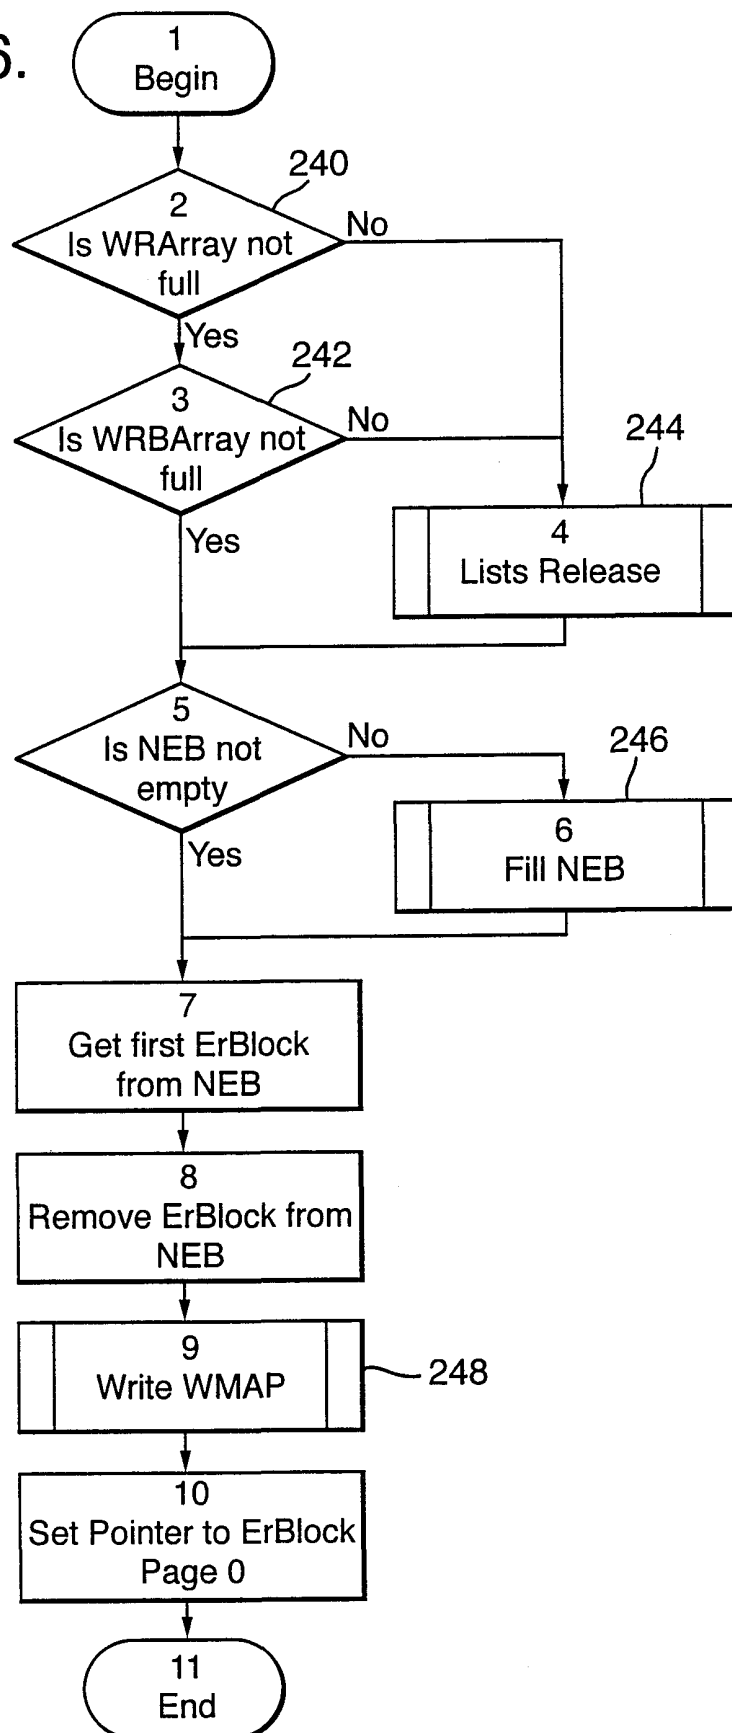 6.
1
Begin
240
2
Is WRArray not
full
No
Yes
242
3
Is WRBArray not
full
No
Yes
244
4
Lists Release
5
Is NEB not
empty
No
Yes
246
6
Fill NEB
7
Get first ErBlock
from NEB
8
Remove ErBlock from
NEB
9
Write WMAP
248
10
Set Pointer to ErBlock
Page 0
11
End